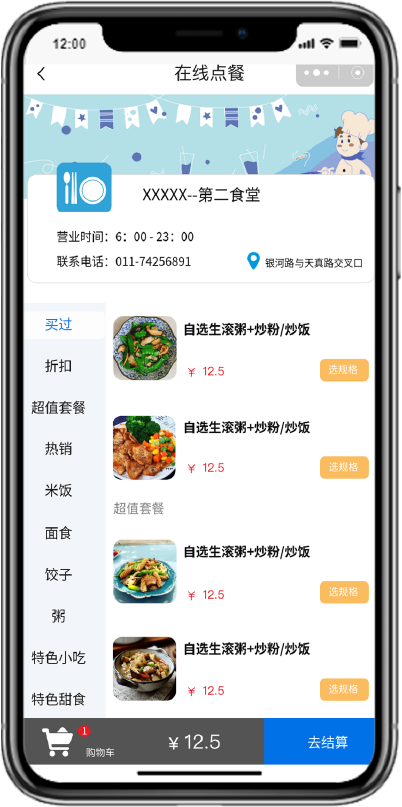 12:00
在线点餐
XXXXX--第二食堂
营业时间：6：00 - 23：00
联系电话：011-74256891
银河路与天真路交叉口
买过
折扣
超值套餐
热销
米饭
面食
饺子
粥
特色小吃
特色甜食
自选生滚粥+炒粉/炒饭
￥ 12.5
选规格
自选生滚粥+炒粉/炒饭
￥ 12.5
选规格
超值套餐
自选生滚粥+炒粉/炒饭
￥ 12.5
选规格
自选生滚粥+炒粉/炒饭
￥ 12.5
选规格
1
购物车
￥12.5
去结算